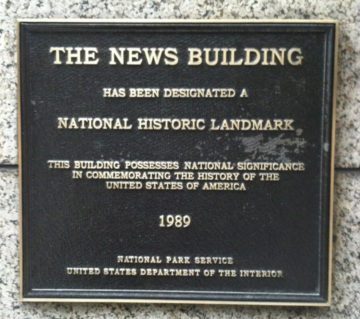 THE NEWS BUILDING
HAS BEEN DESIGNATED A
NATIONAL HISTORIC LANDMARK
THIS BUILDING POSSESSES NATIONAL SIGNIFICANCE
IN COMMEMORATING THE HISTORY OF THE
UNITED STATES OF AMERICA
1989
NATIONAL PARK SERVICE
UNITED STATES DEPARTMENT OF THE INTERIOR